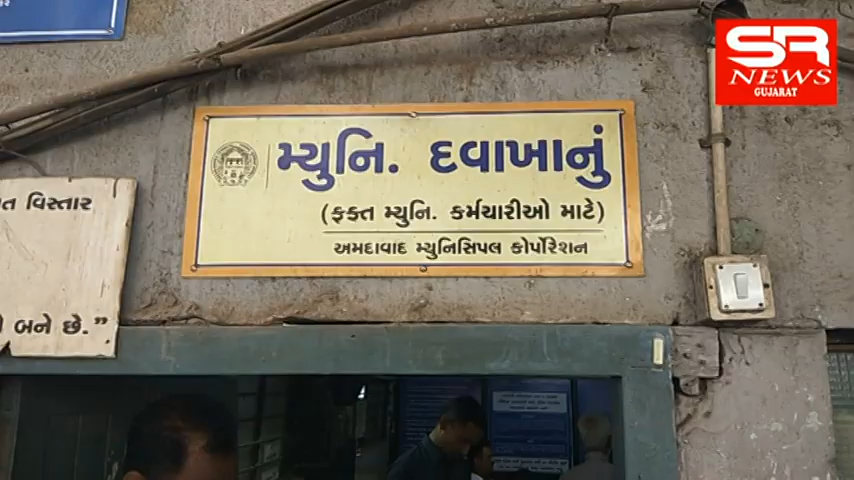 SR
NEWS
GUJARAT
મ્યુનિ. દવાખાનું
(ફક્ત મ્યુનિ. કર્મચારીઓ માટે)
અમદાવાદ મ્યુનિસિપલ કોર્પોરેશન
ત વિસ્તાર
બને છે.”